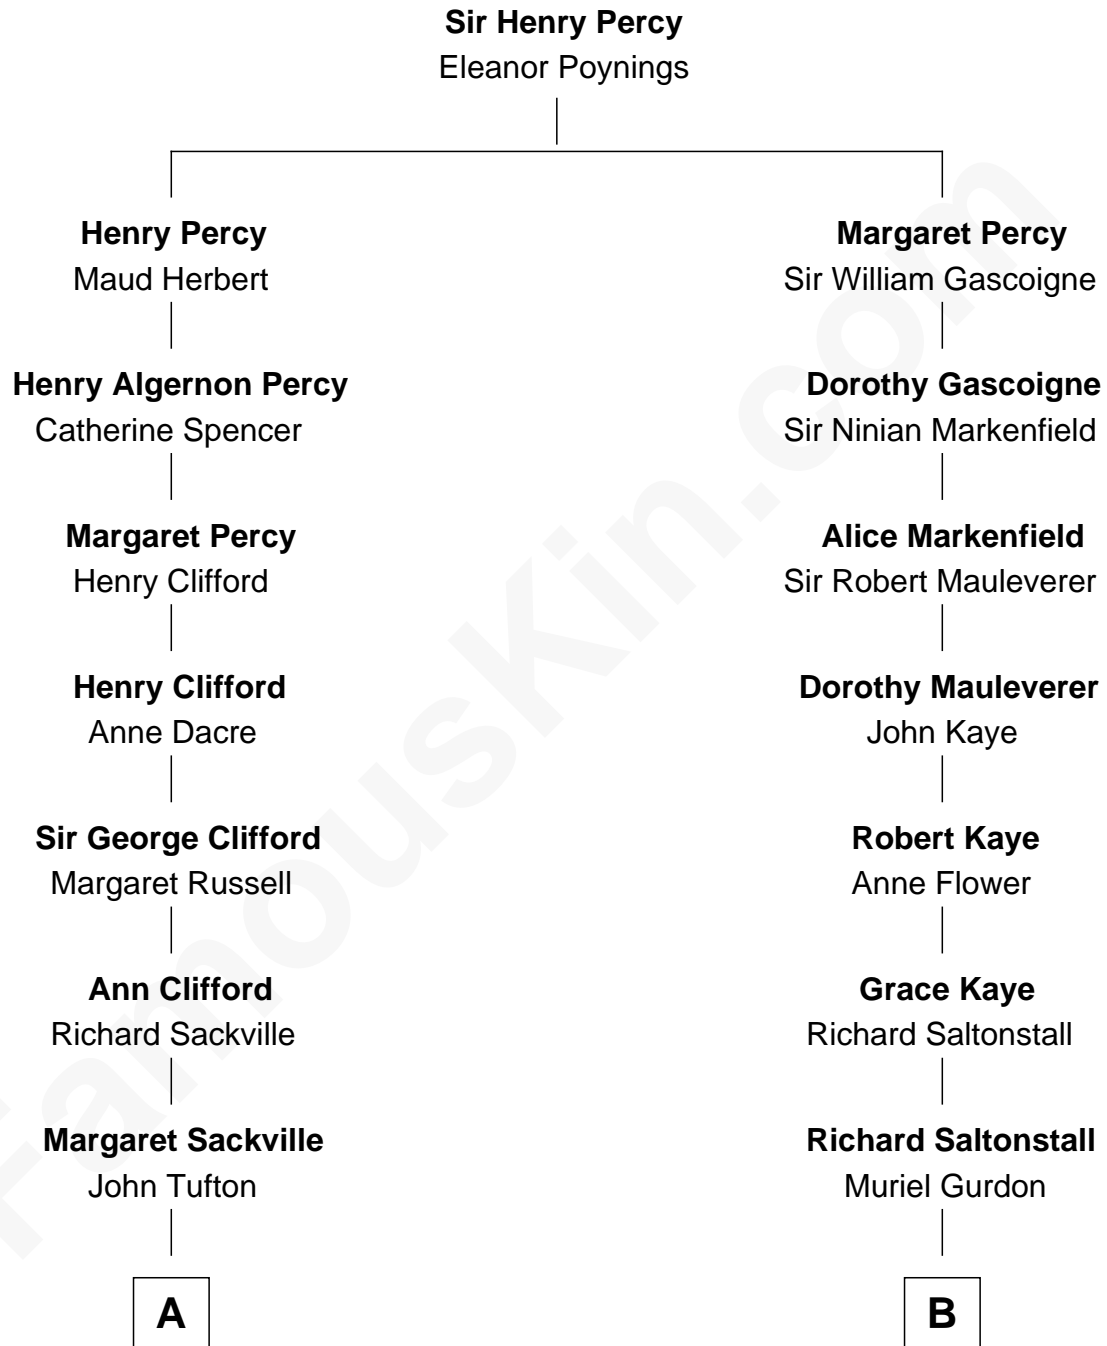 Sir Henry Percy
Eleanor Poynings
Henry Percy
Maud Herbert
Margaret Percy
Sir William Gascoigne
Henry Algernon Percy
Catherine Spencer
Dorothy Gascoigne
Sir Ninian Markenfield
Margaret Percy
Henry Clifford
Alice Markenfield
Sir Robert Mauleverer
Henry Clifford
Anne Dacre
Dorothy Mauleverer
John Kaye
Sir George Clifford
Margaret Russell
Robert Kaye
Anne Flower
Ann Clifford
Richard Sackville
Grace Kaye
Richard Saltonstall
Margaret Sackville
John Tufton
Richard Saltonstall
Muriel Gurdon
A
B
FamousKin.com